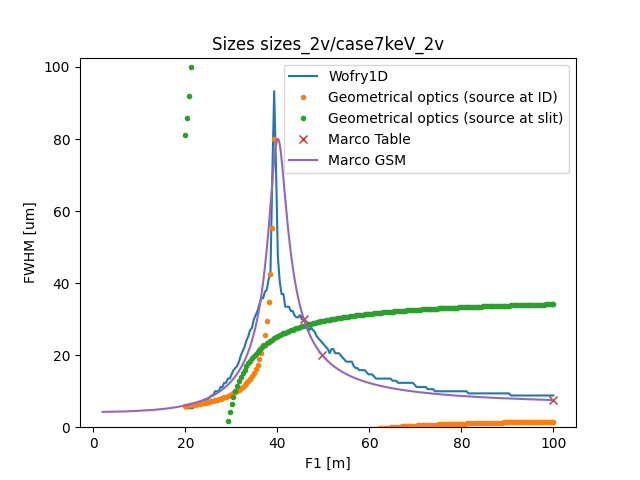 Sizes sizes_2v/case7keV_2v
Wofry1D
Geometrical optics (source at ID)
Geometrical optics (source at slit)
Marco Table
Marco GSM
FWHM [um]
100
80
60
40
20
0
0 20 40 60 80 100
F1 [m]